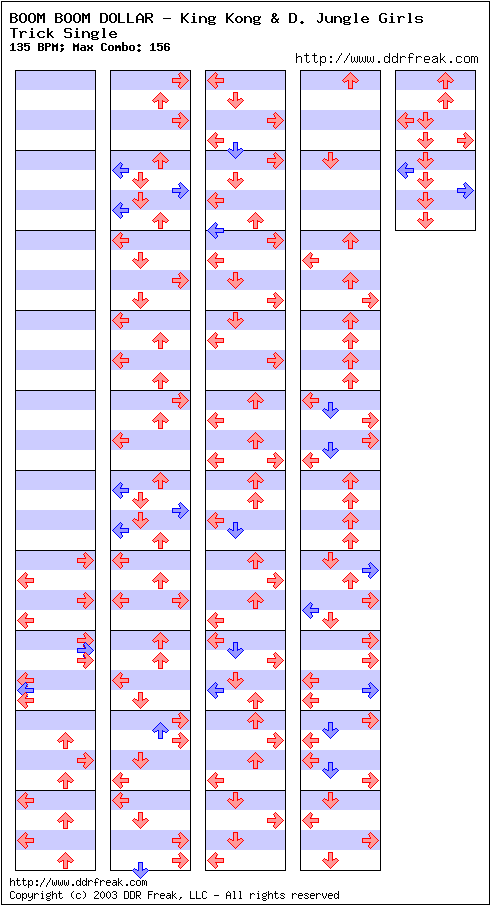 BOOM BOOM DOLLAR - King Kong & D. Jungle Girls
Trick Single
135 BPM; Max Combo: 156
http://www.ddrfreak.com
http://www.ddrfreak.com
Copyright (c) 2003 DDR Freak, LLC - All rights reserved